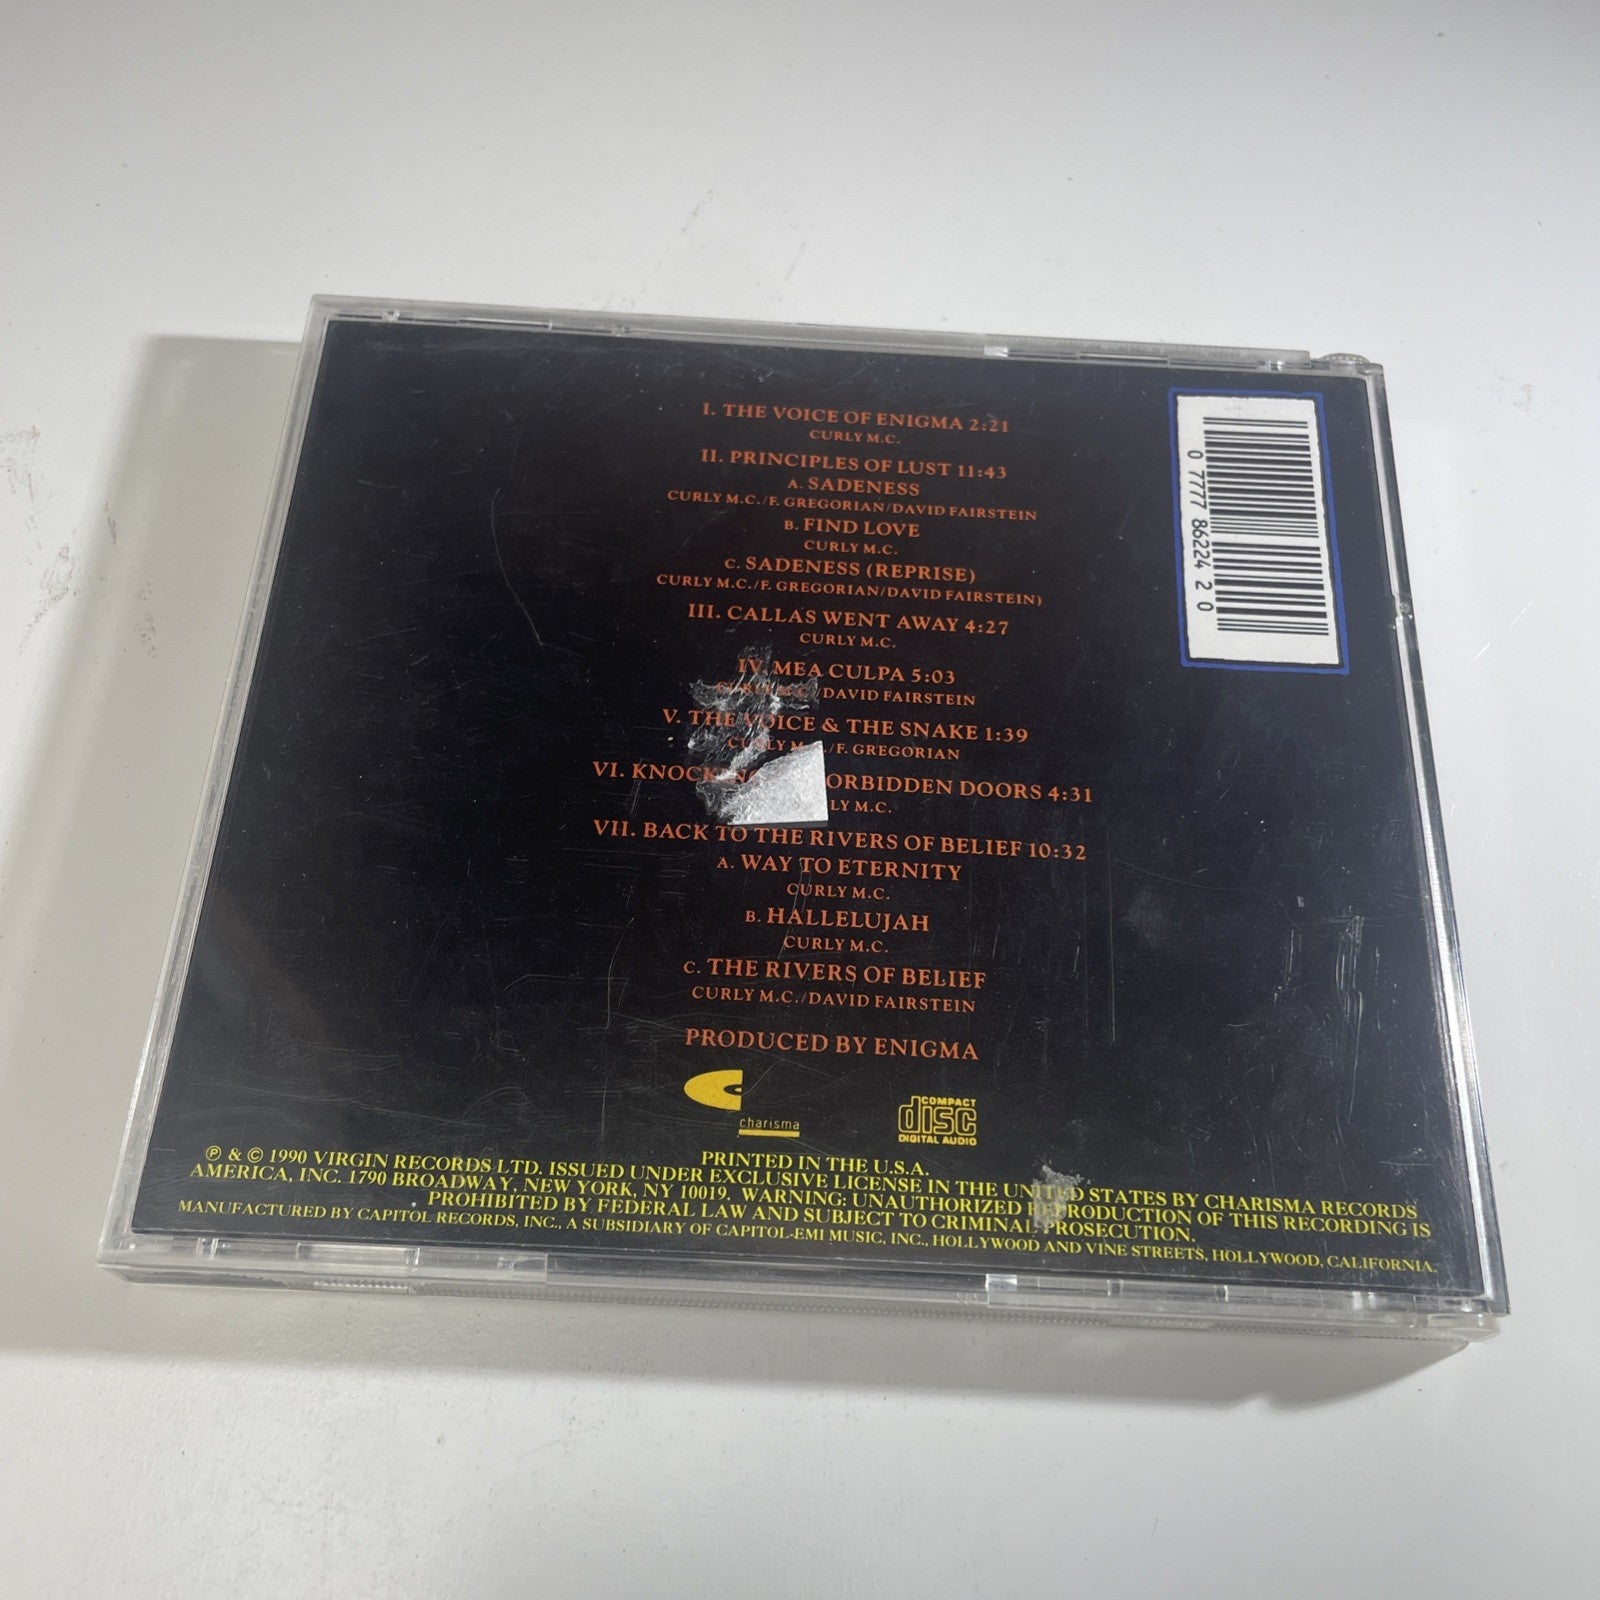 I. THE VOICE OF ENIGMA 2:21
CURLY M.C.
II. PRINCIPLES OF LUST 11:43
A. SADENESS
CURLY M.C./F. GREGORIAN/DAVID FAIRSTEIN
B. FIND LOVE
CURLY M.C.
C. SADENESS (REPRISE)
CURLY M.C./F. GREGORIAN/DAVID FAIRSTEIN)
III. CALLAS WENT AWAY 4:27
CURLY M.C.
IV. MEA CULPA 5:03
CURLY M.C./DAVID FAIRSTEIN
V. THE VOICE & THE SNAKE 1:39
CURLY M.C./F. GREGORIAN
VI. KNOCKING ORBIDDEN DOORS 4:31
LY M.C.
VII. BACK TO THE RIVERS OF BELIEF 10:32
A. WAY TO ETERNITY
CURLY M.C.
B. HALLELUJAH
CURLY M.C.
C. THE RIVERS OF BELIEF
CURLY M.C./DAVID FAIRSTEIN
PRODUCED BY ENIGMA
charisma
COMPACT
disc
DIGITAL AUDIO
PRINTED IN THE U.S.A.
℗ & © 1990 VIRGIN RECORDS LTD. ISSUED UNDER EXCLUSIVE LICENSE IN THE UNITED STATES BY CHARISMA RECORDS
AMERICA, INC. 1790 BROADWAY, NEW YORK, NY 10019. WARNING: UNAUTHORIZED REPRODUCTION OF THIS RECORDING IS
PROHIBITED BY FEDERAL LAW AND SUBJECT TO CRIMINAL PROSECUTION.
MANUFACTURED BY CAPITOL RECORDS, INC., A SUBSIDIARY OF CAPITOL-EMI MUSIC, INC., HOLLYWOOD AND VINE STREETS, HOLLYWOOD, CALIFORNIA.
0 7777 86224 2 0